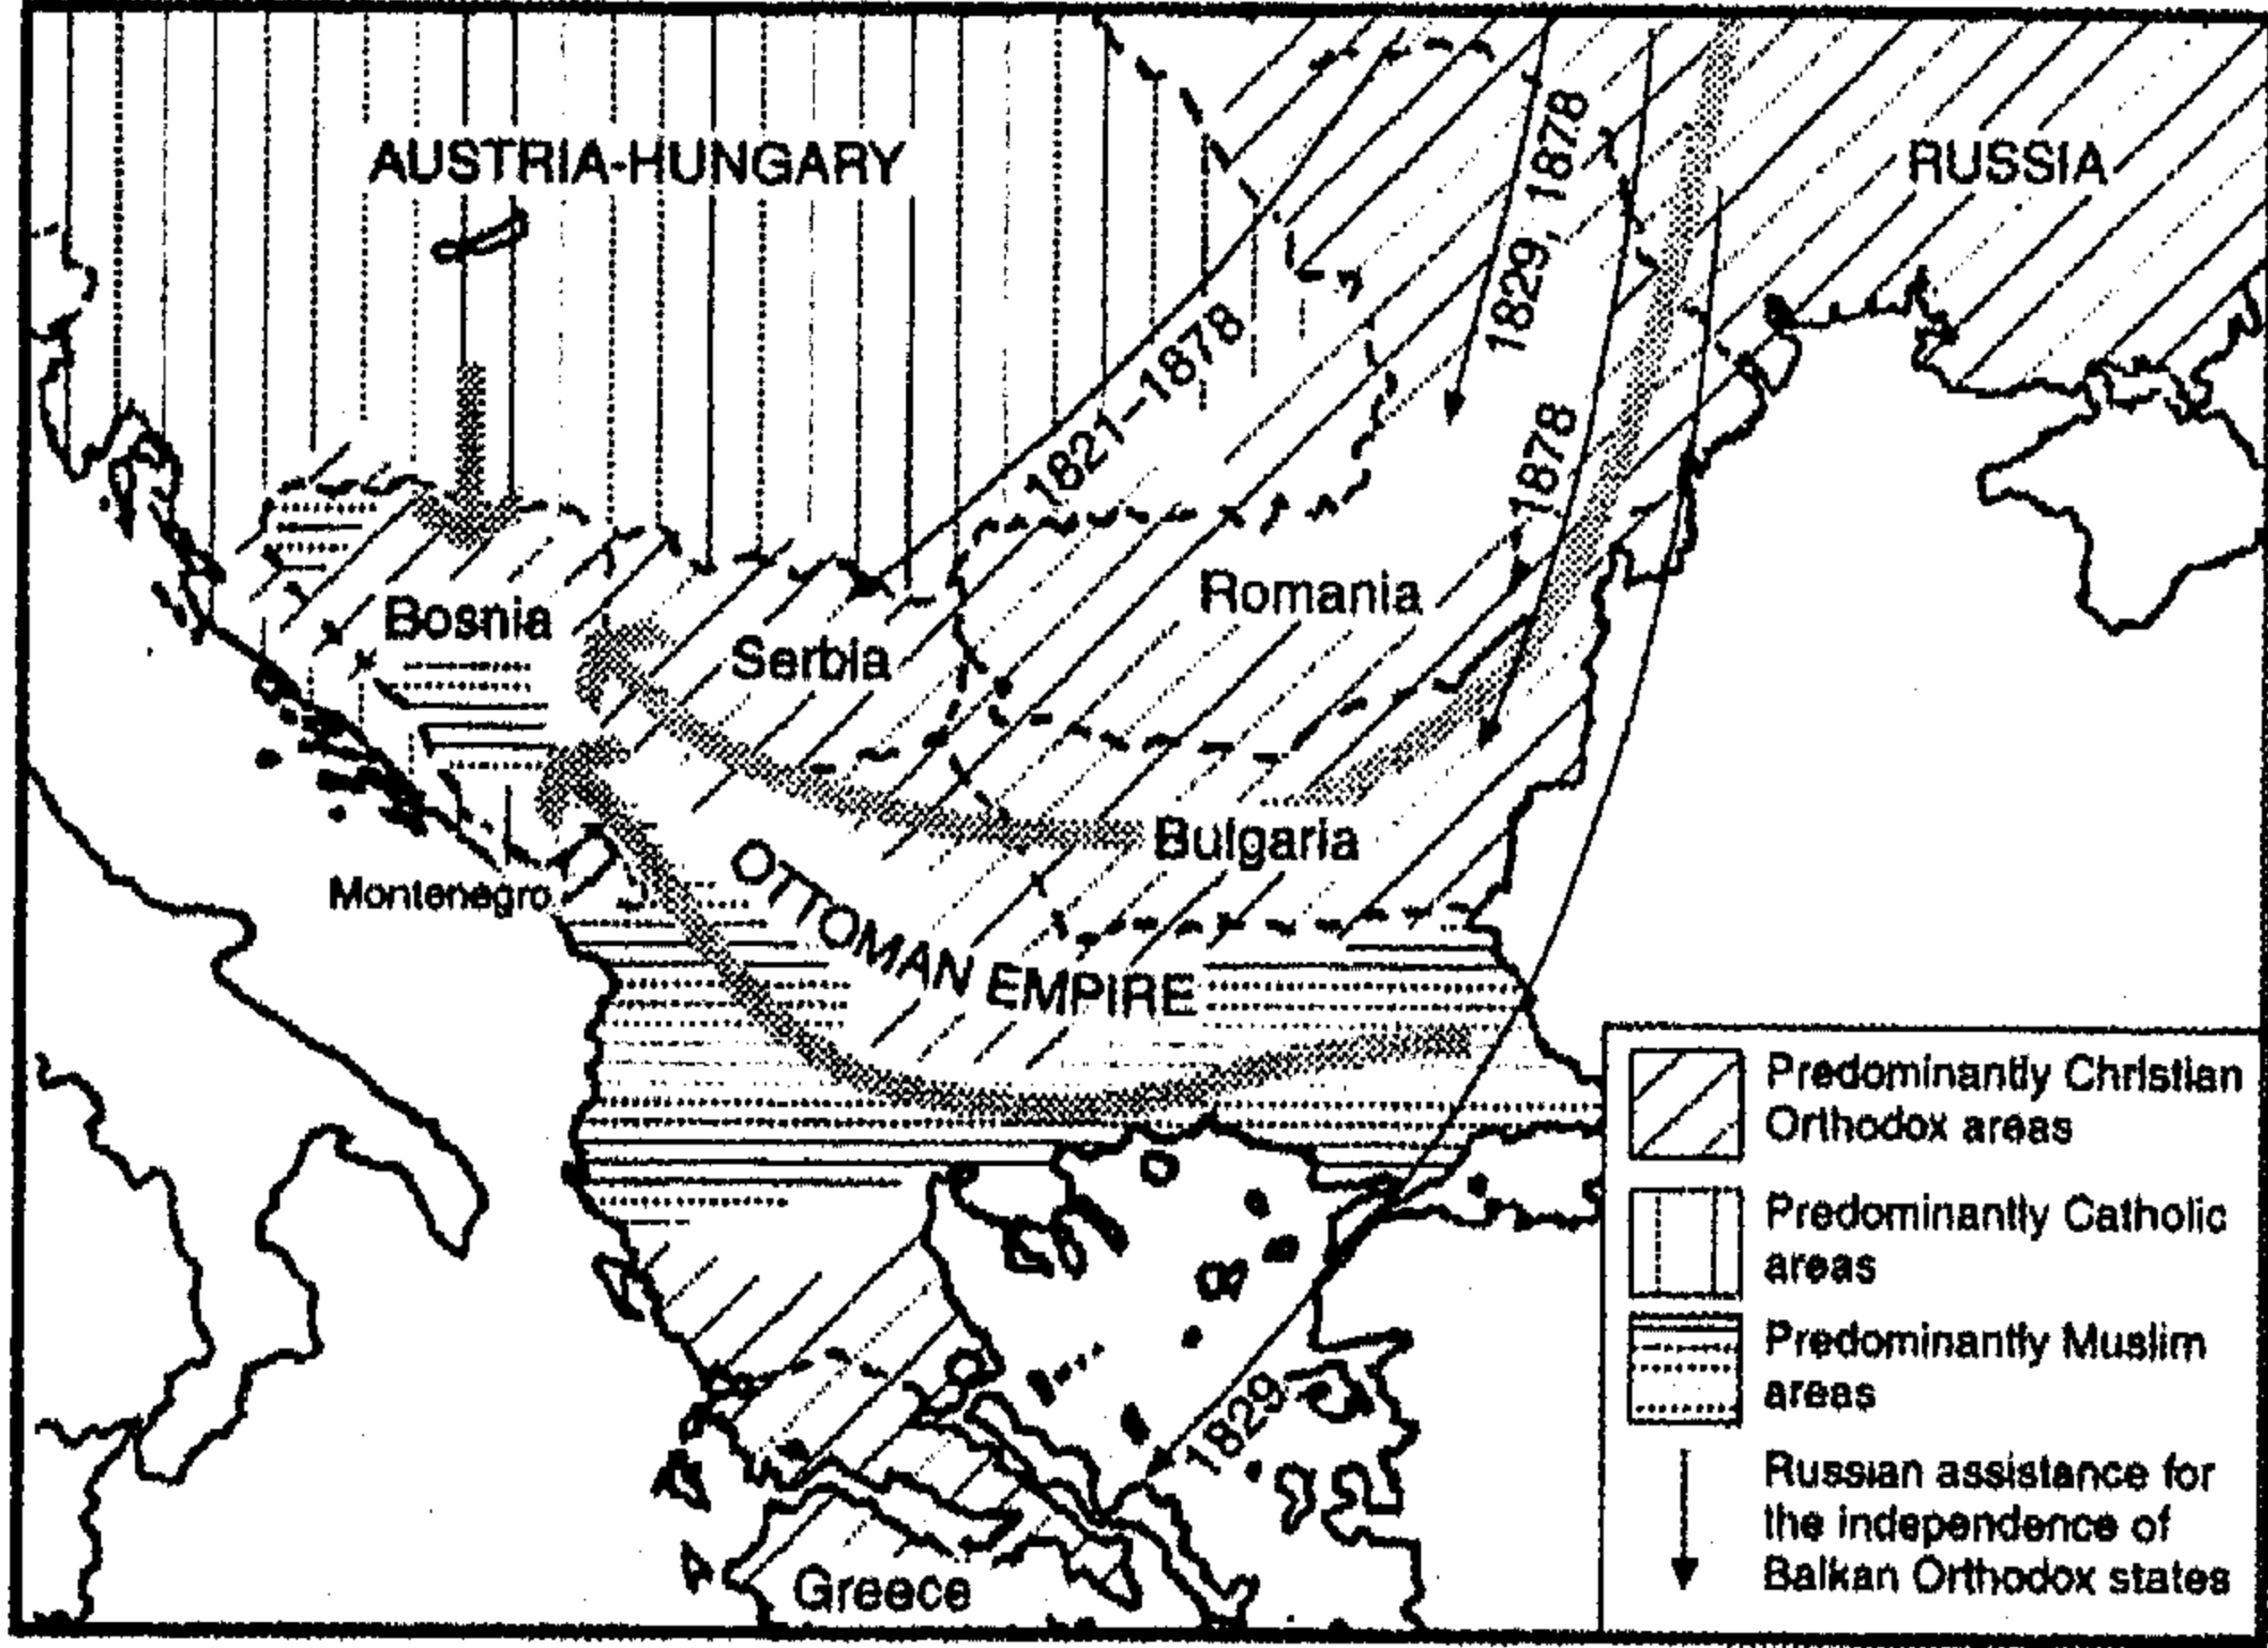 AUSTRIA-HUNGARY
RUSSIA
1829, 1878
1821–1878
1878
Bosnia
Serbia
Romania
Bulgaria
Montenegro
OTTOMAN EMPIRE
1829
Greece
Predominantly Christian
Orthodox areas
Predominantly Catholic
areas
Predominantly Muslim
areas
Russian assistance for
the independence of
Balkan Orthodox states